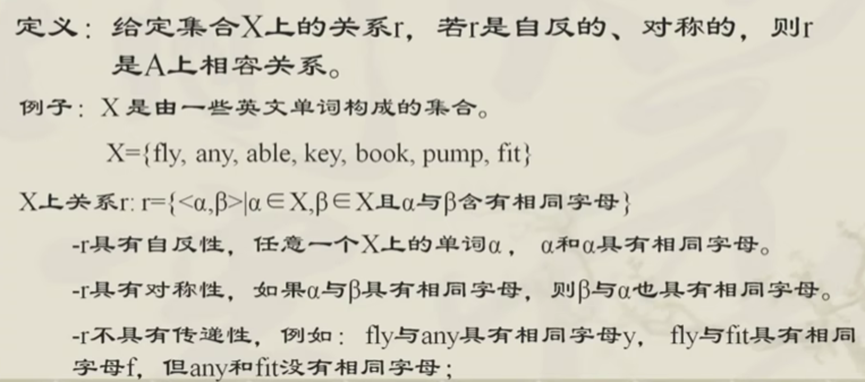 定义：给定集合X上的关系r，若r是自反的、对称的，则r
是A上相容关系。
例子：X是由一些英文单词构成的集合。
X={fly, any, able, key, book, pump, fit}
X上关系r: r={<α,β>|α∈X,β∈X且α与β含有相同字母}
-r具有自反性，任意一个X上的单词α，α和α具有相同字母。
-r具有对称性，如果α与β具有相同字母，则β与α也具有相同字母。
-r不具有传递性，例如：fly与any具有相同字母y, fly与fit具有相同
字母f，但any和fit没有相同字母；